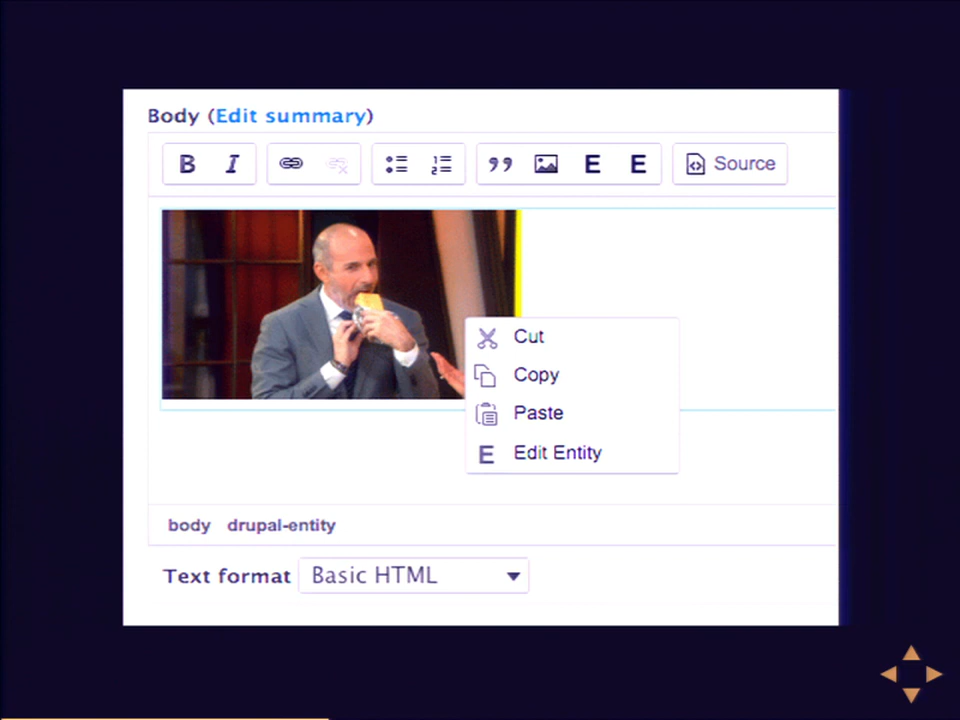 Body (Edit summary)
B I E E Source
Cut
Copy
Paste
E Edit Entity
body drupal-entity
Text format Basic HTML